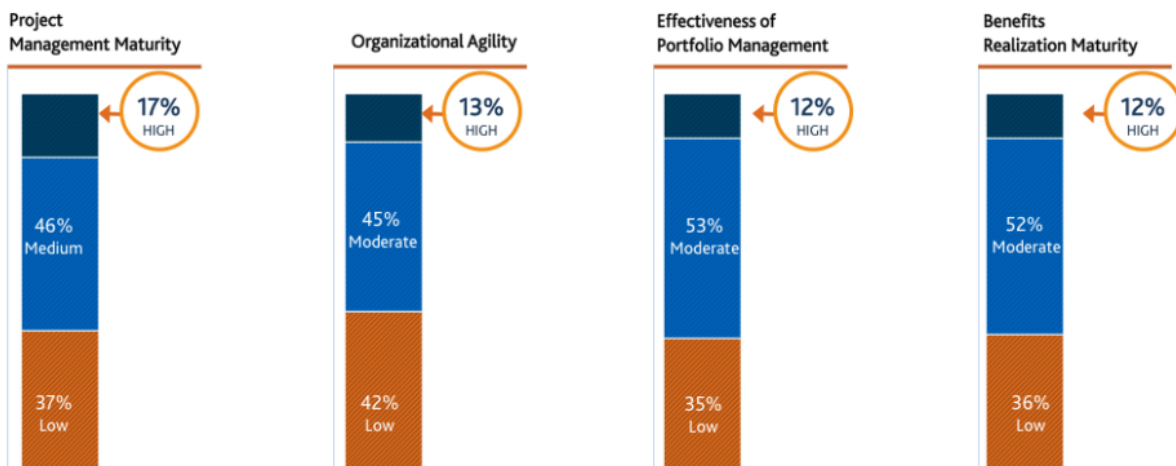 Project
Management Maturity
17%
HIGH
46%
Medium
37%
Low
Organizational Agility
13%
HIGH
45%
Moderate
42%
Low
Effectiveness of
Portfolio Management
12%
HIGH
53%
Moderate
35%
Low
Benefits
Realization Maturity
12%
HIGH
52%
Moderate
36%
Low